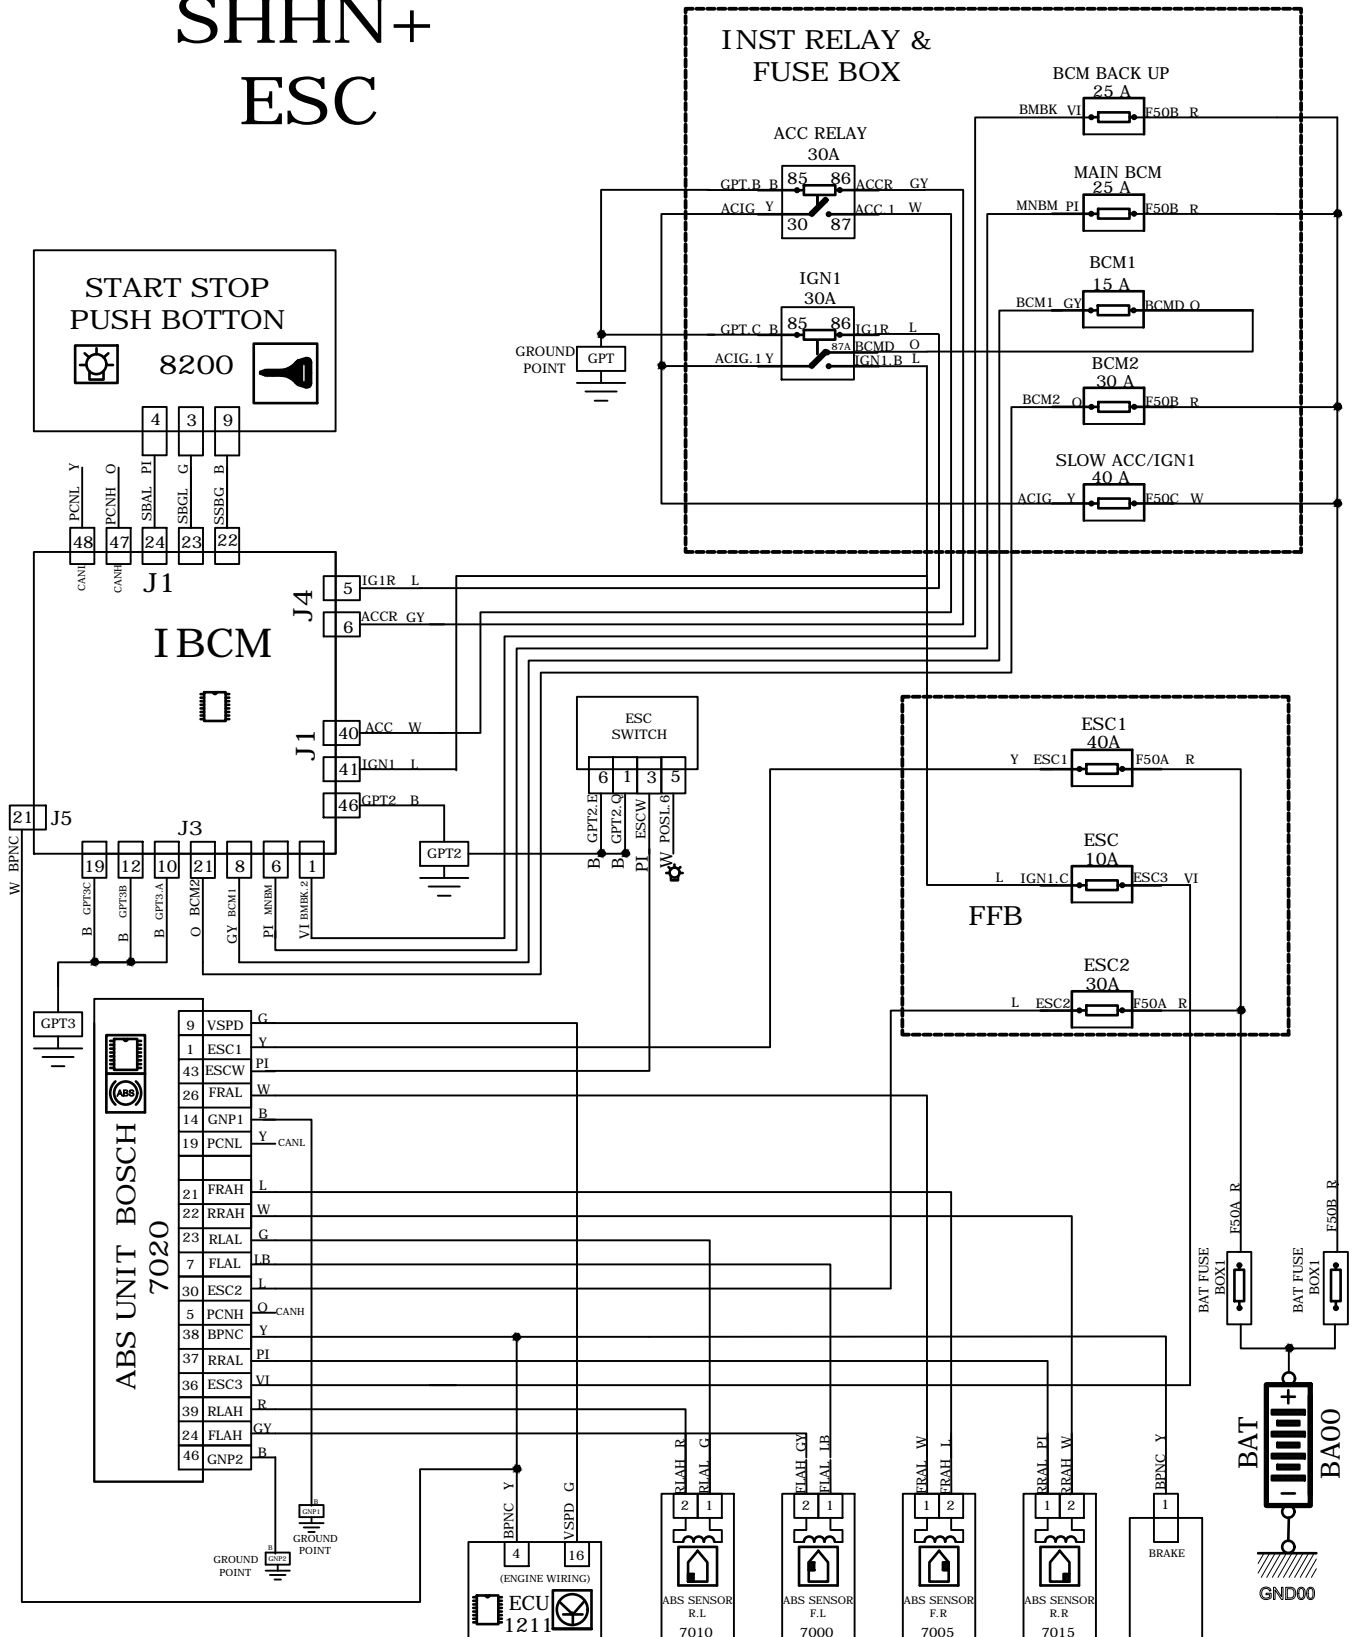 SHHN+
ESC
INST RELAY &
FUSE BOX
BCM BACK UP
25 A
BMBK VI
F50B R
ACC RELAY
30A
85 86
GPT.B B
ACCR GY
ACIG Y
ACC.1 W
30 87
MAIN BCM
25 A
MNBM PI
F50B R
IGN1
30A
85 86
GPT.C B
IG1R L
87A
BCMD O
ACIG.1 Y
IGN1.B L
BCM1
15 A
BCM1 GY
BCMD O
BCM2
30 A
BCM2 O
F50B R
SLOW ACC/IGN1
40 A
ACIG Y
F50C W
GROUND
POINT
GPT
START STOP
PUSH BOTTON
8200
4 3 9
PCNL Y
PCNH O
SBAL PI
SBGL G
SSBG B
48 47 24 23 22
CANL
CANH
J1
IBCM
J4
5 IG1R L
6 ACCR GY
J1
40 ACC W
41 IGN1 L
46 GPT2 B
21 J5
W BPNC
J3
19 12 10 21 8 6 1
B GPT3C
B GPT3B
B GPT3.A
O BCM2
GY BCM1
PI MNBM
VI BMBK.2
GPT2
GPT3
ESC
SWITCH
6 1 3 5
B GPT2.E
B GPT2.Q
PI ESCW
W POSL.6
ESC1
40A
Y ESC1
F50A R
ESC
10A
L IGN1.C
ESC3 VI
FFB
ESC2
30A
L ESC2
F50A R
ABS
ABS UNIT BOSCH
7020
9 VSPD G
1 ESC1 Y
43 ESCW PI
26 FRAL W
14 GNP1 B
19 PCNL Y CANL
21 FRAH L
22 RRAH W
23 RLAL G
7 FLAL LB
30 ESC2 L
5 PCNH O CANH
38 BPNC Y
37 RRAL PI
36 ESC3 VI
39 RLAH R
24 FLAH GY
46 GNP2 B
B
GNP1
GROUND
POINT
B
GNP2
GROUND
POINT
BPNC Y
VSPD G
4 16
(ENGINE WIRING)
ECU
1211
RLAH R
RLAL G
2 1
ABS SENSOR
R.L
7010
FLAH GY
FLAL LB
2 1
ABS SENSOR
F.L
7000
FRAL W
FRAH L
1 2
ABS SENSOR
F.R
7005
RRAL PI
RRAH W
1 2
ABS SENSOR
R.R
7015
BPNC Y
1
BRAKE
F50A R
F50B R
BAT FUSE
BOX1
BAT FUSE
BOX1
BAT
+
−
BA00
GND00